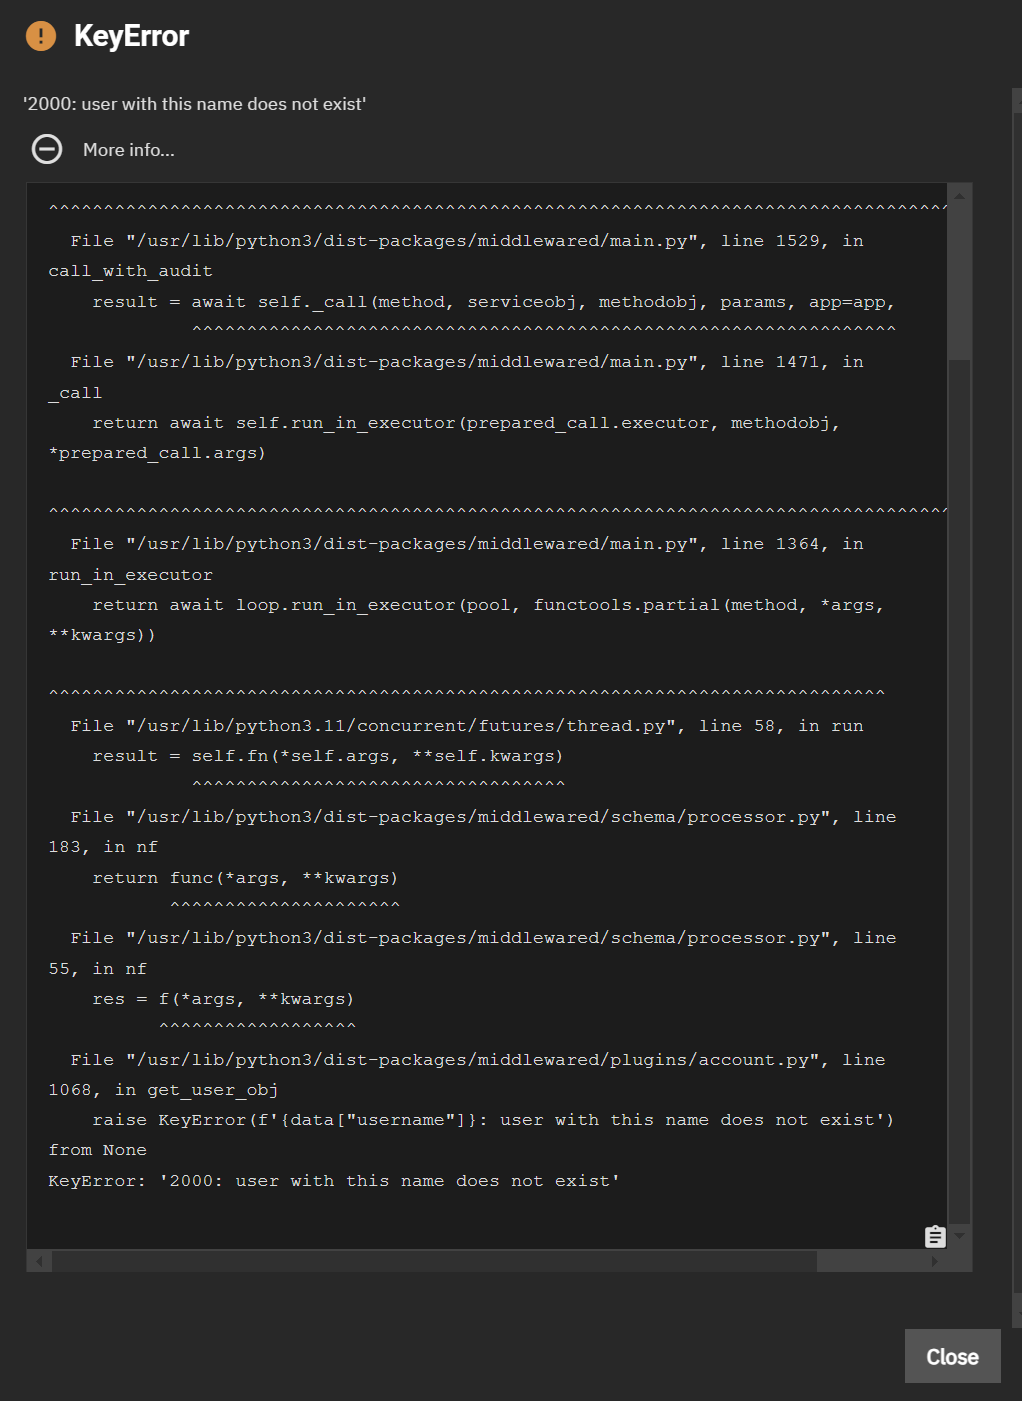 KeyError
'2000: user with this name does not exist'
More info...
^^^^^^^^^^^^^^^^^^^^^^^^^^^^^^^^^^^^^^^^^^^^^^^^^^^^^^^^^^^^^^^^^^^^^^^^^^^^^^^^^^
  File "/usr/lib/python3/dist-packages/middlewared/main.py", line 1529, in
call_with_audit
    result = await self._call(method, serviceobj, methodobj, params, app=app,
             ^^^^^^^^^^^^^^^^^^^^^^^^^^^^^^^^^^^^^^^^^^^^^^^^^^^^^^^^^^^^^^^^
  File "/usr/lib/python3/dist-packages/middlewared/main.py", line 1471, in
_call
    return await self.run_in_executor(prepared_call.executor, methodobj,
*prepared_call.args)
^^^^^^^^^^^^^^^^^^^^^^^^^^^^^^^^^^^^^^^^^^^^^^^^^^^^^^^^^^^^^^^^^^^^^^^^^^^^^^^^^^
  File "/usr/lib/python3/dist-packages/middlewared/main.py", line 1364, in
run_in_executor
    return await loop.run_in_executor(pool, functools.partial(method, *args,
**kwargs))
^^^^^^^^^^^^^^^^^^^^^^^^^^^^^^^^^^^^^^^^^^^^^^^^^^^^^^^^^^^^^^^^^^^^^^^^^^^^
  File "/usr/lib/python3.11/concurrent/futures/thread.py", line 58, in run
    result = self.fn(*self.args, **self.kwargs)
             ^^^^^^^^^^^^^^^^^^^^^^^^^^^^^^^^^^
  File "/usr/lib/python3/dist-packages/middlewared/schema/processor.py", line
183, in nf
    return func(*args, **kwargs)
           ^^^^^^^^^^^^^^^^^^^^^
  File "/usr/lib/python3/dist-packages/middlewared/schema/processor.py", line
55, in nf
    res = f(*args, **kwargs)
          ^^^^^^^^^^^^^^^^^^
  File "/usr/lib/python3/dist-packages/middlewared/plugins/account.py", line
1068, in get_user_obj
    raise KeyError(f'{data["username"]}: user with this name does not exist')
from None
KeyError: '2000: user with this name does not exist'
Close